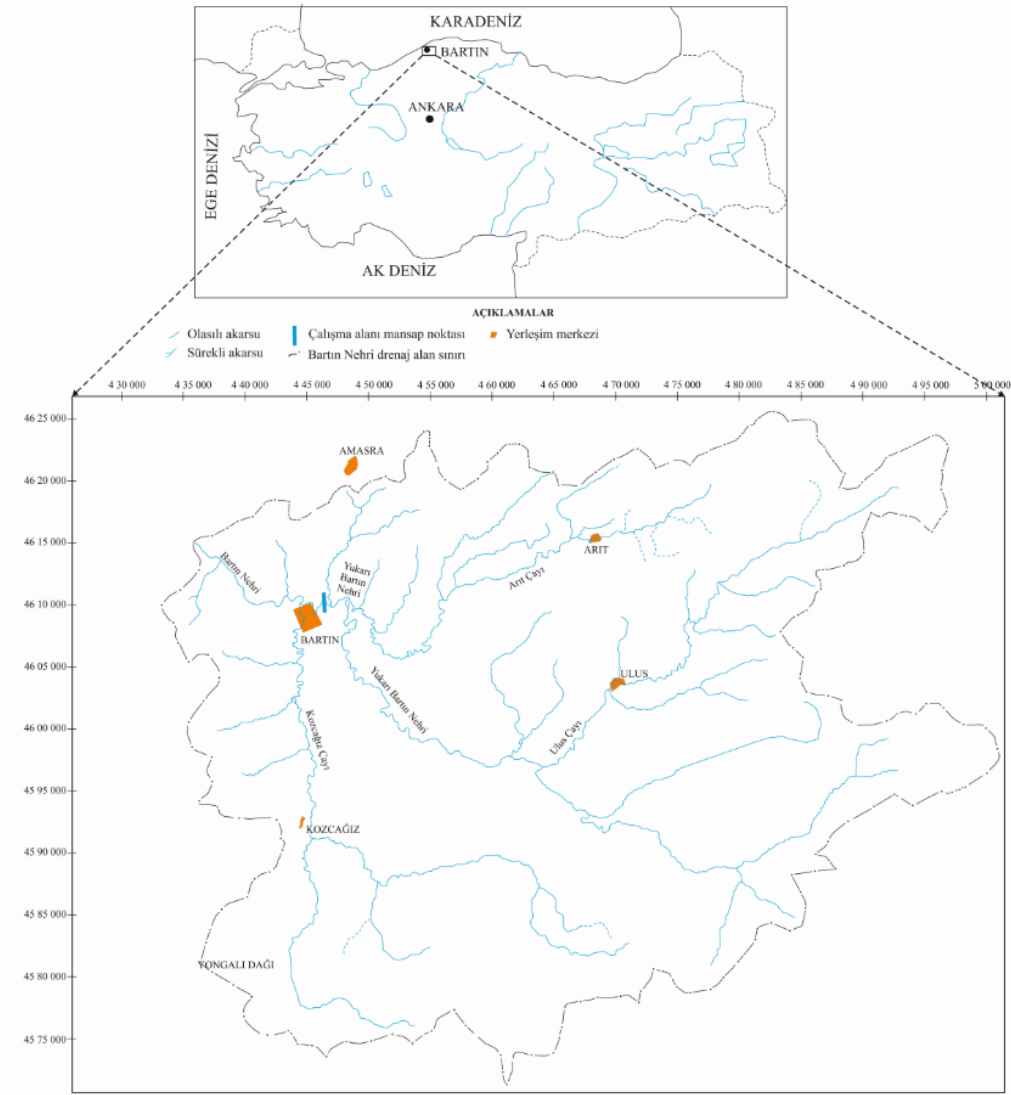 KARADENİZ
BARTIN
ANKARA
EGE DENİZİ
AK DENİZ
AÇIKLAMALAR
Olasılı akarsu
Çalışma alanı mansap noktası
Yerleşim merkezi
Sürekli akarsu
Bartın Nehri drenaj alan sınırı
4 30 000
4 35 000
4 40 000
4 45 000
4 50 000
4 55 000
4 60 000
4 65 000
4 70 000
4 75 000
4 80 000
4 85 000
4 90 000
4 95 000
5 00 000
46 25 000
46 20 000
46 15 000
46 10 000
46 05 000
46 00 000
45 95 000
45 90 000
45 85 000
45 80 000
45 75 000
AMASRA
ARIT
Arıt Çayı
Bartın Nehri
Yukarı
Bartın
Nehri
BARTIN
Yukarı Bartın Nehri
ULUS
Ulus Çayı
Kozcağız Çayı
KOZCAĞIZ
YONGALI DAĞI